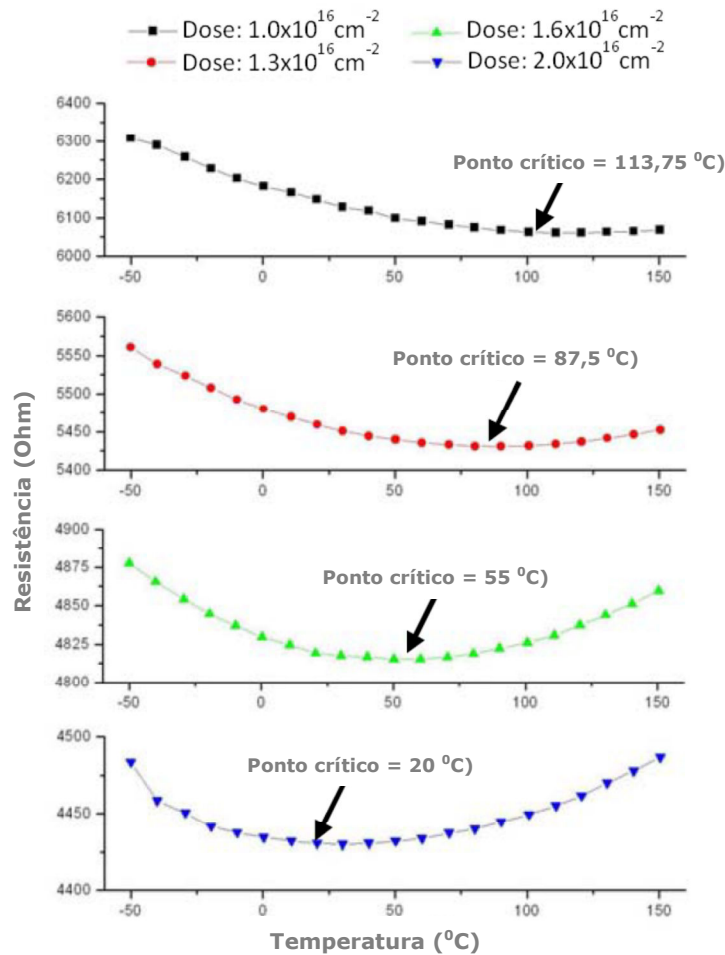 Dose: 1.0x10¹⁶cm⁻² Dose: 1.6x10¹⁶cm⁻²
Dose: 1.3x10¹⁶cm⁻² Dose: 2.0x10¹⁶cm⁻²
6400
6300
6200
6100
6000
Ponto crítico = 113,75 ⁰C)
-50 0 50 100 150
5600
5550
5500
5450
5400
Ponto crítico = 87,5 ⁰C)
-50 0 50 100 150
Resistência (Ohm)
4900
4875
4850
4825
4800
Ponto crítico = 55 ⁰C)
-50 0 50 100 150
4500
4450
4400
Ponto crítico = 20 ⁰C)
-50 0 50 100 150
Temperatura (⁰C)